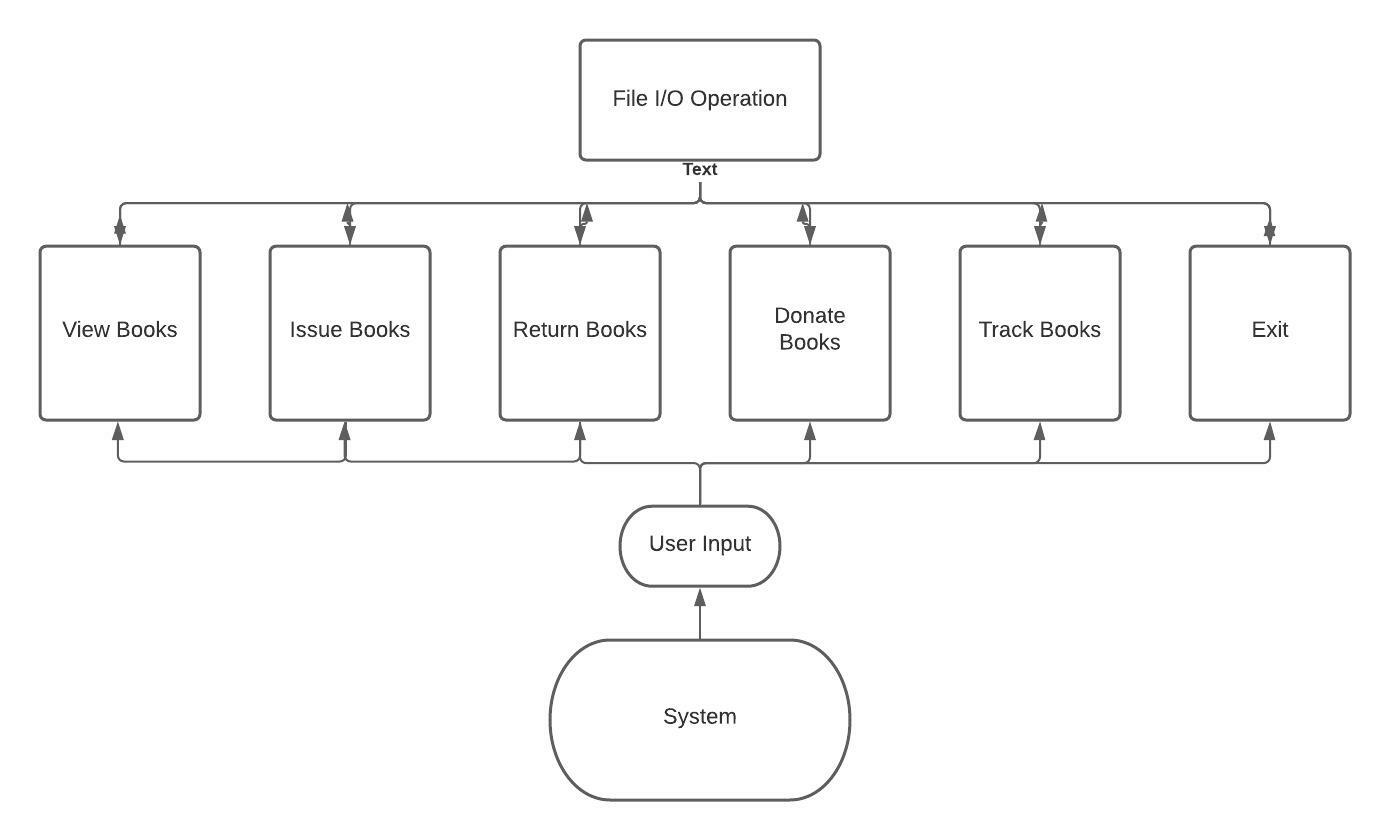 File I/O Operation
Text
View Books
Issue Books
Return Books
Donate
Books
Track Books
Exit
User Input
System